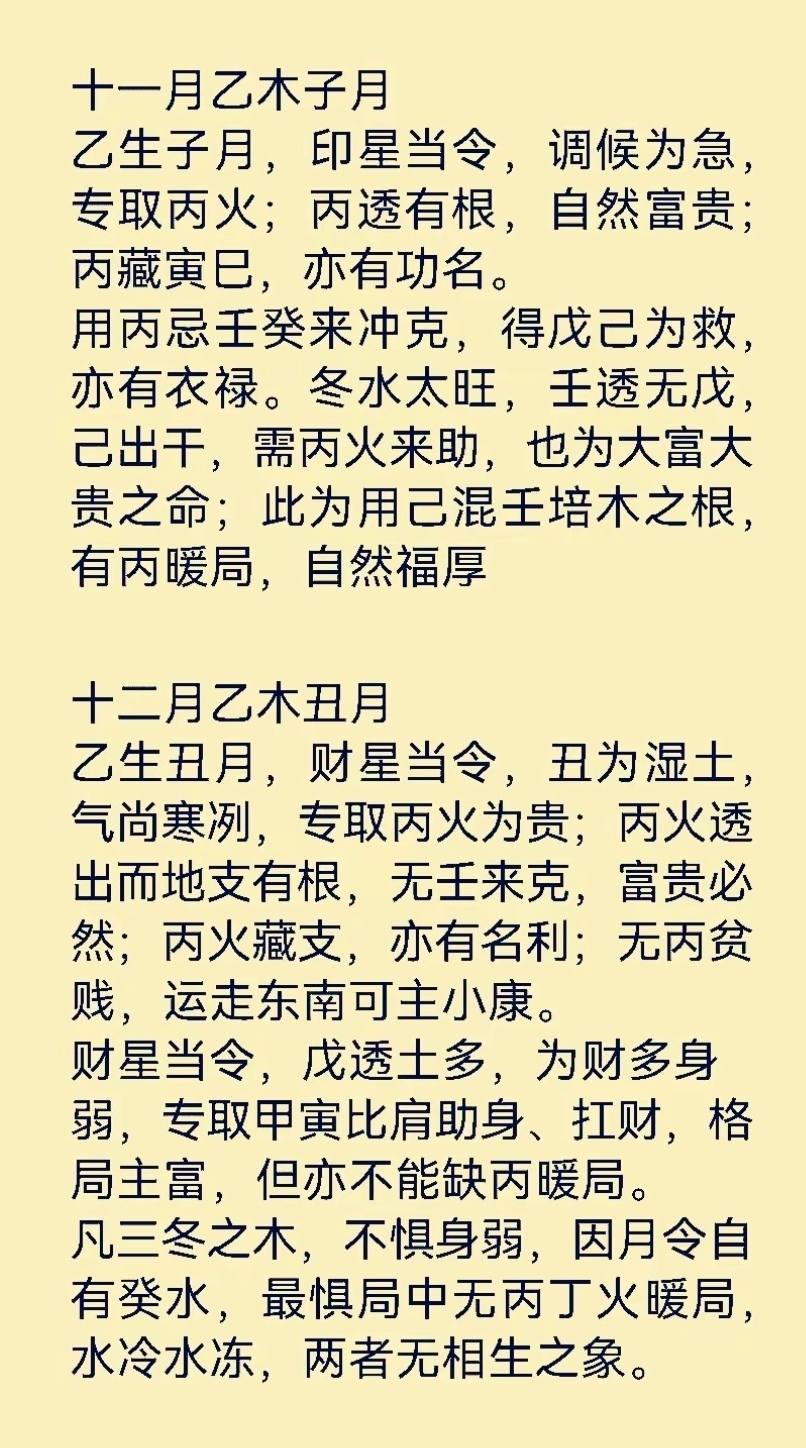 十一月乙木子月
乙生子月，印星当令，调候为急，
专取丙火；丙透有根，自然富贵；
丙藏寅巳，亦有功名。
用丙忌壬癸来冲克，得戊己为救，
亦有衣禄。冬水太旺，壬透无戊，
己出干，需丙火来助，也为大富大
贵之命；此为用己混壬培木之根，
有丙暖局，自然福厚
十二月乙木丑月
乙生丑月，财星当令，丑为湿土，
气尚寒冽，专取丙火为贵；丙火透
出而地支有根，无壬来克，富贵必
然；丙火藏支，亦有名利；无丙贫
贱，运走东南可主小康。
财星当令，戊透土多，为财多身
弱，专取甲寅比肩助身、扛财，格
局主富，但亦不能缺丙暖局。
凡三冬之木，不惧身弱，因月令自
有癸水，最惧局中无丙丁火暖局，
水冷水冻，两者无相生之象。